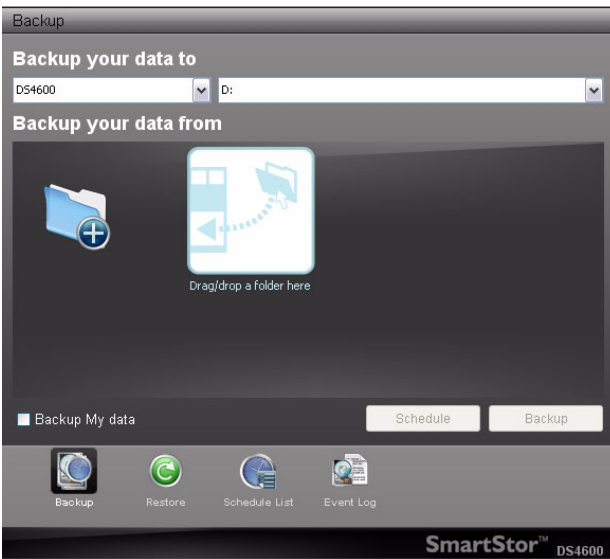 Backup
Backup your data to
DS4600 D:
Backup your data from
Drag/drop a folder here
Backup My data Schedule Backup
Backup Restore Schedule List Event Log
SmartStor™ DS4600